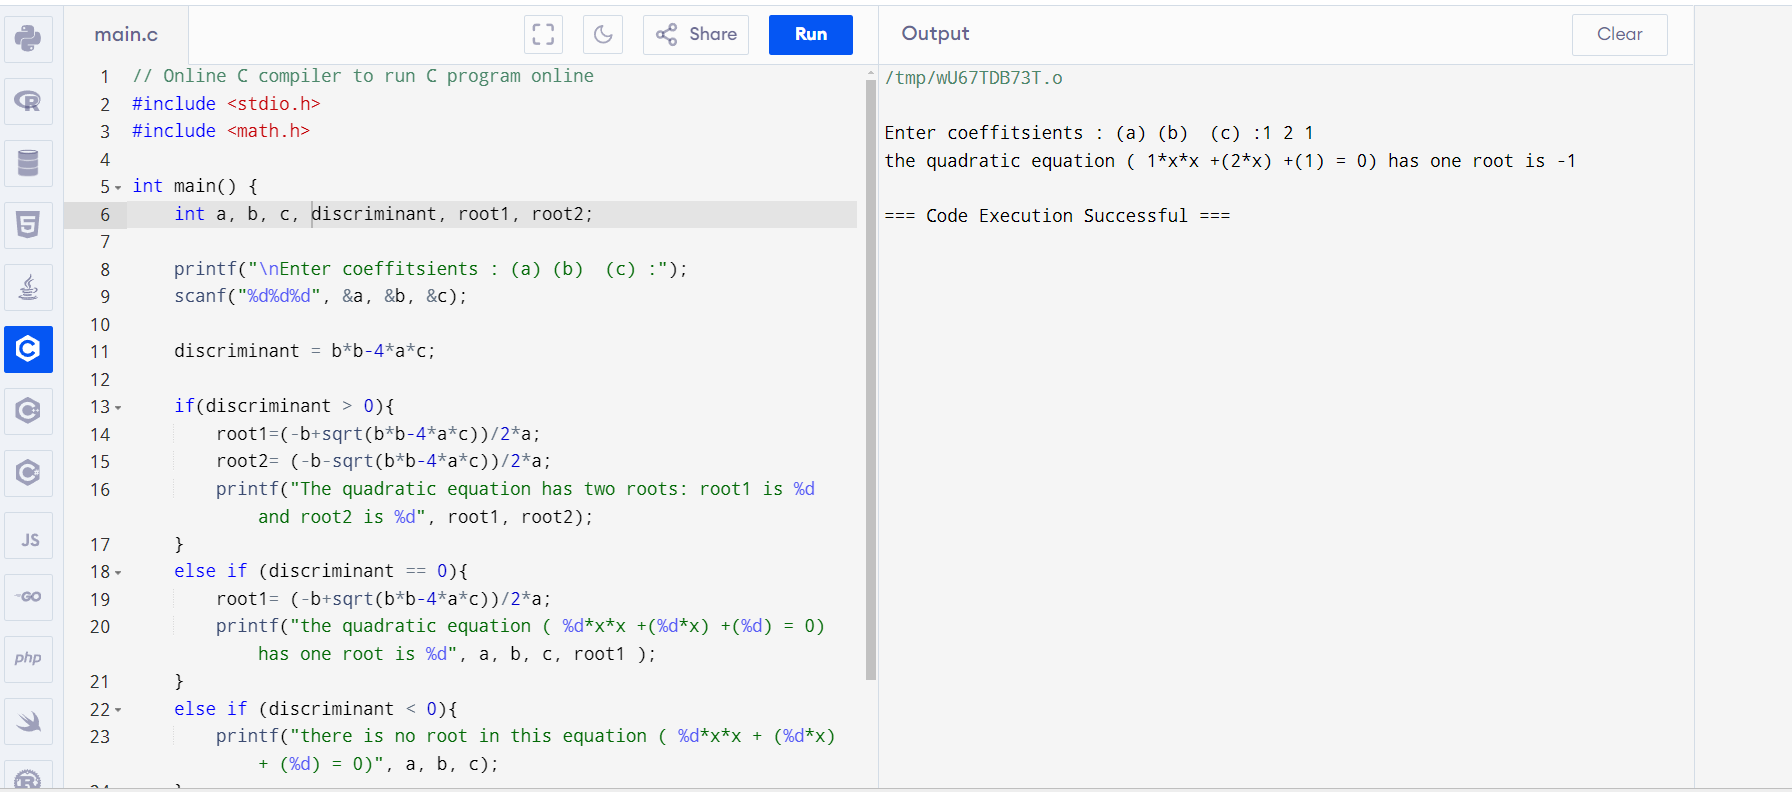 main.c
Share
Run
Output
Clear
1 // Online C compiler to run C program online
2 #include <stdio.h>
3 #include <math.h>
4
5 int main() {
6     int a, b, c, discriminant, root1, root2;
7
8     printf("\nEnter coeffitsients : (a) (b)  (c) :");
9     scanf("%d%d%d", &a, &b, &c);
10
11     discriminant = b*b-4*a*c;
12
13     if(discriminant > 0){
14         root1=(-b+sqrt(b*b-4*a*c))/2*a;
15         root2= (-b-sqrt(b*b-4*a*c))/2*a;
16         printf("The quadratic equation has two roots: root1 is %d
and root2 is %d", root1, root2);
17     }
18     else if (discriminant == 0){
19         root1= (-b+sqrt(b*b-4*a*c))/2*a;
20         printf("the quadratic equation ( %d*x*x +(%d*x) +(%d) = 0)
has one root is %d", a, b, c, root1 );
21     }
22     else if (discriminant < 0){
23         printf("there is no root in this equation ( %d*x*x + (%d*x)
+ (%d) = 0)", a, b, c);
/tmp/wU67TDB73T.o
Enter coeffitsients : (a) (b)  (c) :1 2 1
the quadratic equation ( 1*x*x +(2*x) +(1) = 0) has one root is -1
=== Code Execution Successful ===
R
5
C
C
C
JS
GO
php
R